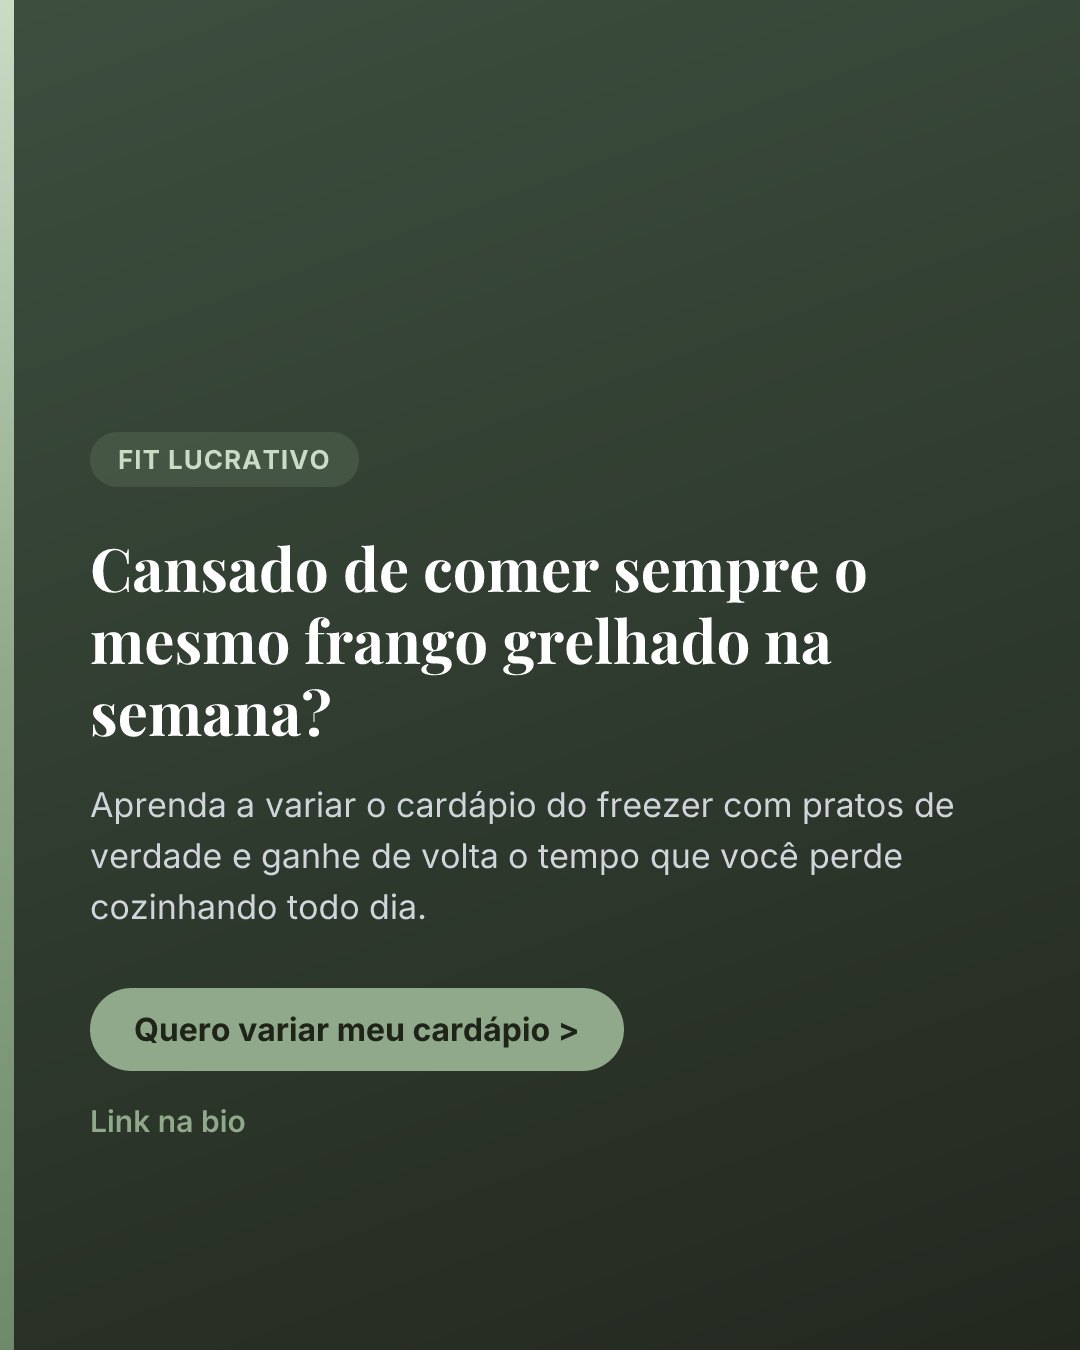 FIT LUCRATIVO
Cansado de comer sempre o
mesmo frango grelhado na
semana?
Aprenda a variar o cardápio do freezer com pratos de
verdade e ganhe de volta o tempo que você perde
cozinhando todo dia.
Quero variar meu cardápio >
Link na bio